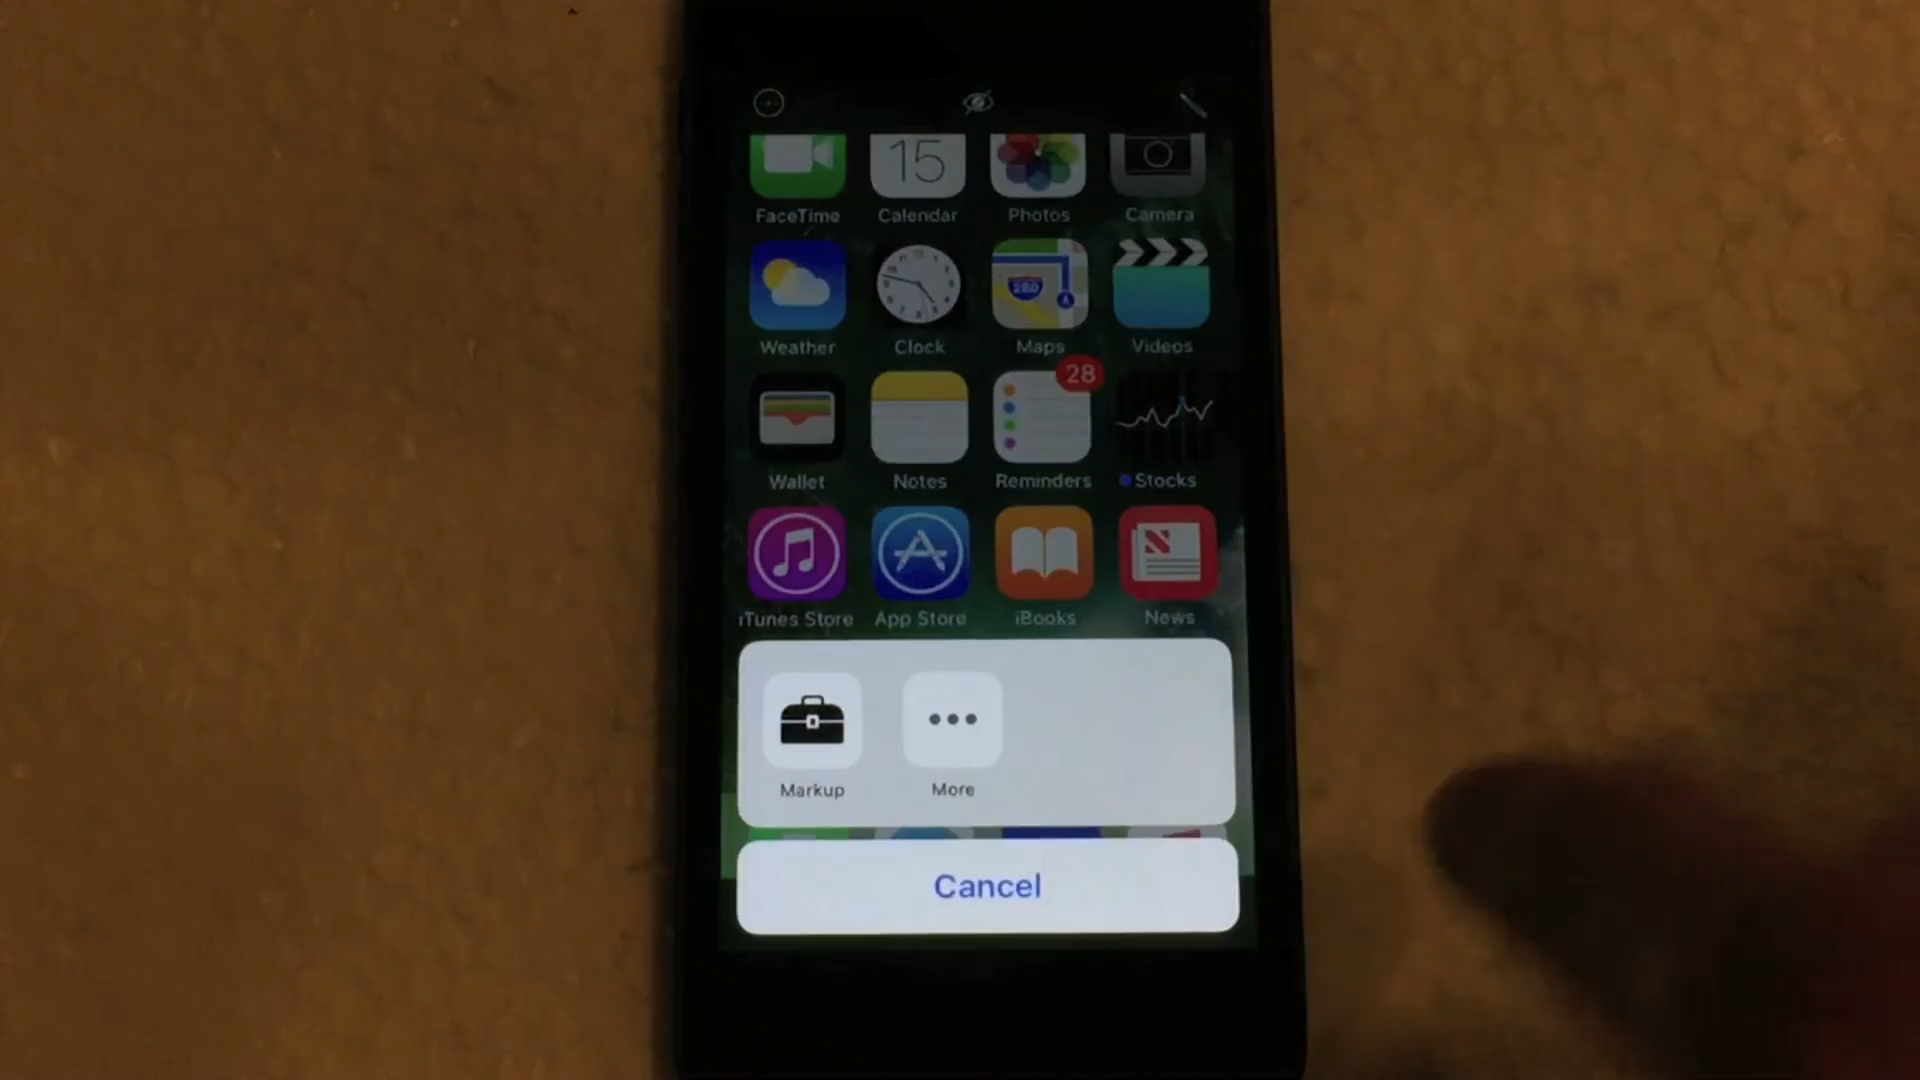 15
FaceTime Calendar Photos Camera
280
Weather Clock Maps Videos
28
Wallet Notes Reminders Stocks
iTunes Store App Store iBooks News
Markup More
Cancel